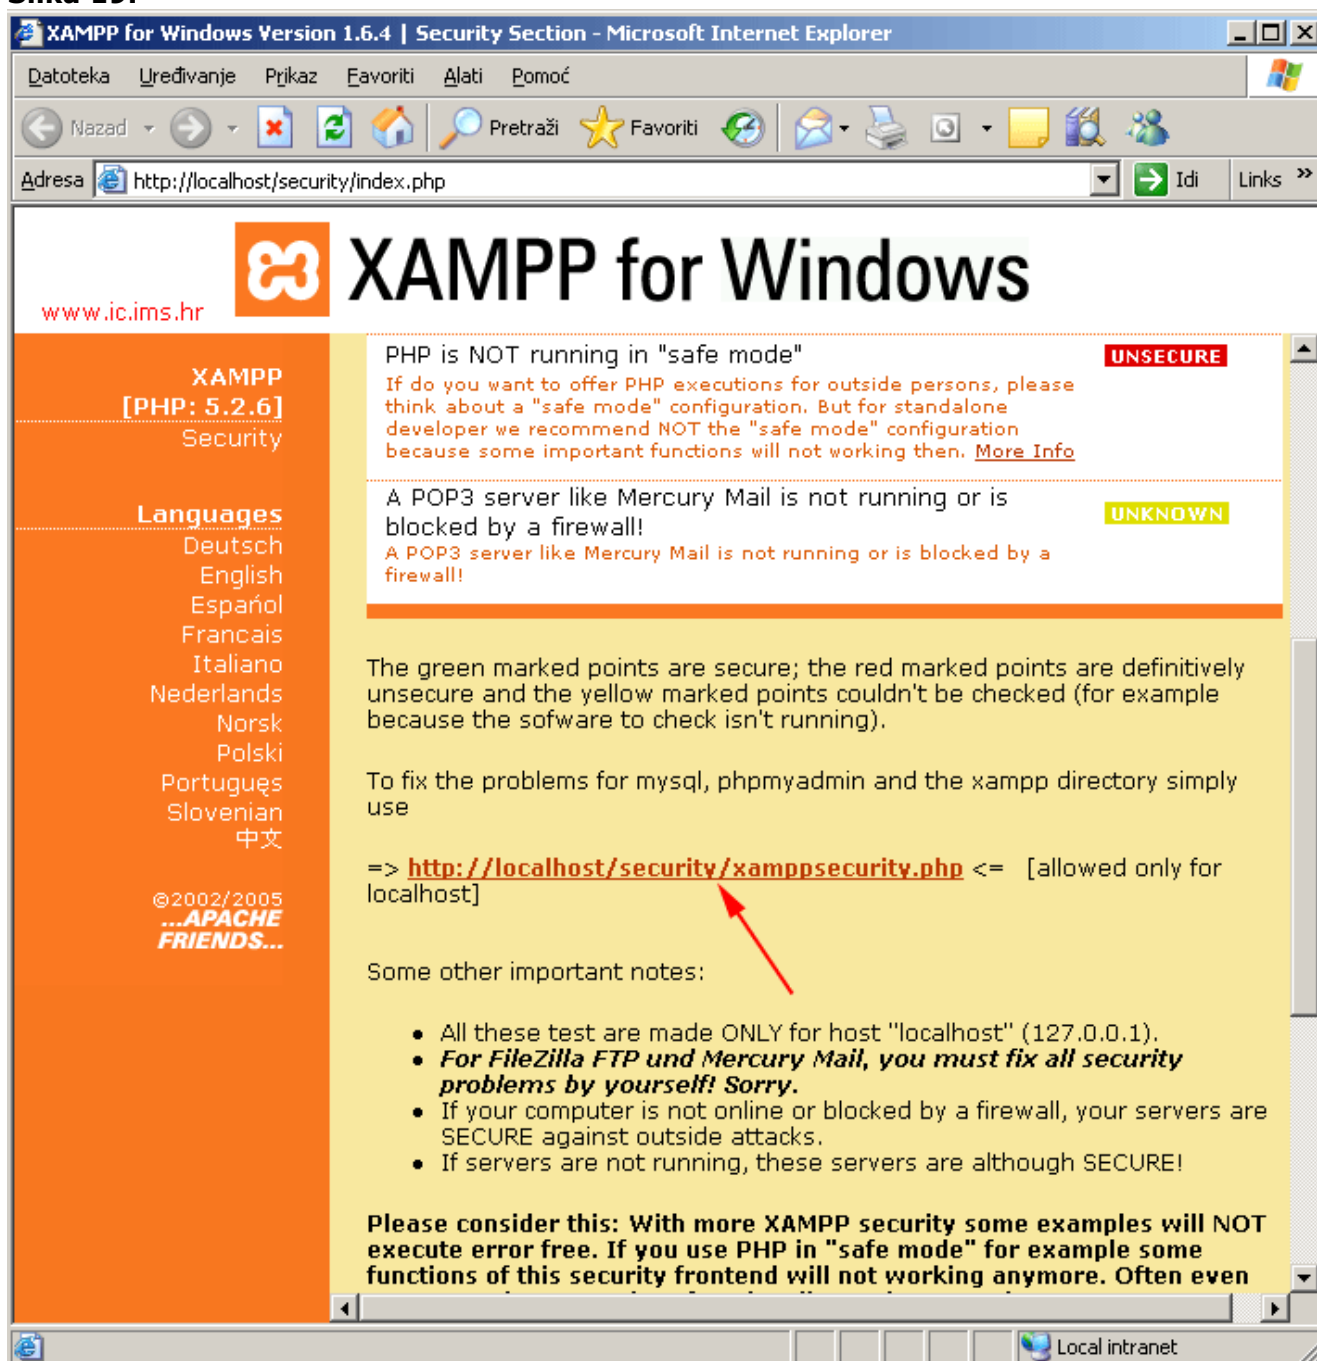 XAMPP for Windows Version 1.6.4 | Security Section - Microsoft Internet Explorer
Datoteka Uređivanje Prikaz Favoriti Alati Pomoć
Nazad Pretraži Favoriti
Adresa http://localhost/security/index.php Idi Links »
XAMPP for Windows
www.ic.ims.hr
XAMPP
[PHP: 5.2.6]
Security
Languages
Deutsch
English
Espańol
Francais
Italiano
Nederlands
Norsk
Polski
Portuguęs
Slovenian
中文
©2002/2005
...APACHE
FRIENDS...
PHP is NOT running in "safe mode" UNSECURE
If do you want to offer PHP executions for outside persons, please
think about a "safe mode" configuration. But for standalone
developer we recommend NOT the "safe mode" configuration
because some important functions will not working then. More Info
A POP3 server like Mercury Mail is not running or is
blocked by a firewall! UNKNOWN
A POP3 server like Mercury Mail is not running or is blocked by a
firewall!
The green marked points are secure; the red marked points are definitively
unsecure and the yellow marked points couldn't be checked (for example
because the sofware to check isn't running).
To fix the problems for mysql, phpmyadmin and the xampp directory simply
use
=> http://localhost/security/xamppsecurity.php <= [allowed only for
localhost]
Some other important notes:
• All these test are made ONLY for host "localhost" (127.0.0.1).
• For FileZilla FTP und Mercury Mail, you must fix all security
problems by yourself! Sorry.
• If your computer is not online or blocked by a firewall, your servers are
SECURE against outside attacks.
• If servers are not running, these servers are although SECURE!
Please consider this: With more XAMPP security some examples will NOT
execute error free. If you use PHP in "safe mode" for example some
functions of this security frontend will not working anymore. Often even
Local intranet